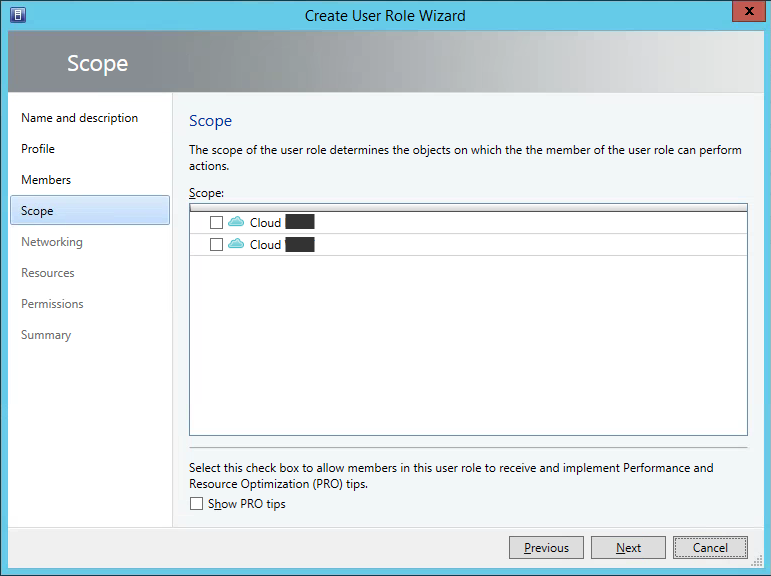 Create User Role Wizard
Scope
Name and description
Profile
Members
Scope
Networking
Resources
Permissions
Summary
Scope
The scope of the user role determines the objects on which the the member of the user role can perform
actions.
Scope:
Cloud
Cloud
Select this check box to allow members in this user role to receive and implement Performance and
Resource Optimization (PRO) tips.
Show PRO tips
Previous
Next
Cancel